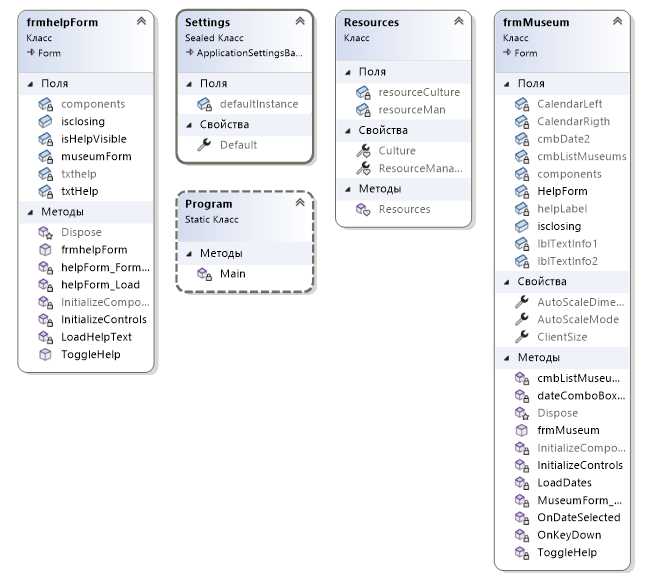 frmhelpForm
Класс
Form
Поля
components
isclosing
isHelpVisible
museumForm
txthelp
txtHelp
Методы
Dispose
frmhelpForm
helpForm_Form...
helpForm_Load
InitializeCompo...
InitializeControls
LoadHelpText
ToggleHelp
Settings
Sealed Класс
ApplicationSettingsBa...
Поля
defaultInstance
Свойства
Default
Program
Static Класс
Методы
Main
Resources
Класс
Поля
resourceCulture
resourceMan
Свойства
Culture
ResourceMana...
Методы
Resources
frmMuseum
Класс
Form
Поля
CalendarLeft
CalendarRigth
cmbDate2
cmbListMuseums
components
HelpForm
helpLabel
isclosing
lblTextInfo1
lblTextInfo2
Свойства
AutoScaleDime...
AutoScaleMode
ClientSize
Методы
cmbListMuseu...
dateComboBox...
Dispose
frmMuseum
InitializeCompo...
InitializeControls
LoadDates
MuseumForm_...
OnDateSelected
OnKeyDown
ToggleHelp